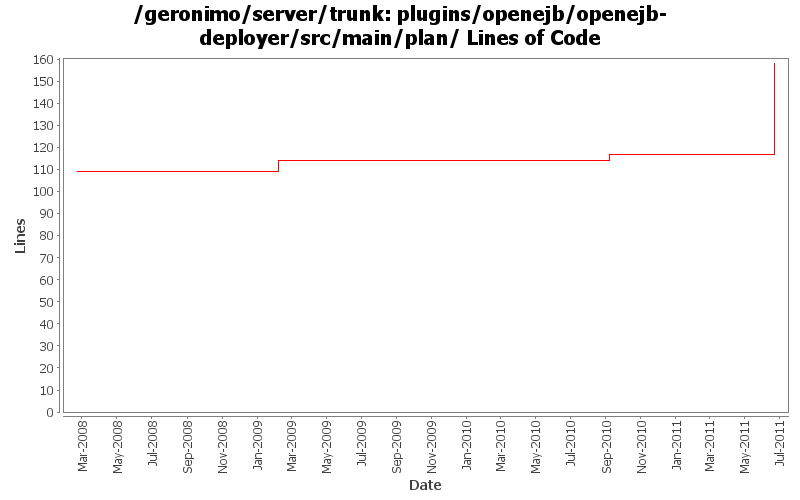 /geronimo/server/trunk: plugins/openejb/openejb-
deployer/src/main/plan/ Lines of Code
160
150
140
130
120
110
100
90
80
70
60
50
40
30
20
10
0
Lines
Mar-2008
May-2008
Jul-2008
Sep-2008
Nov-2008
Jan-2009
Mar-2009
May-2009
Jul-2009
Sep-2009
Nov-2009
Jan-2010
Mar-2010
May-2010
Jul-2010
Sep-2010
Nov-2010
Jan-2011
Mar-2011
May-2011
Jul-2011
Date